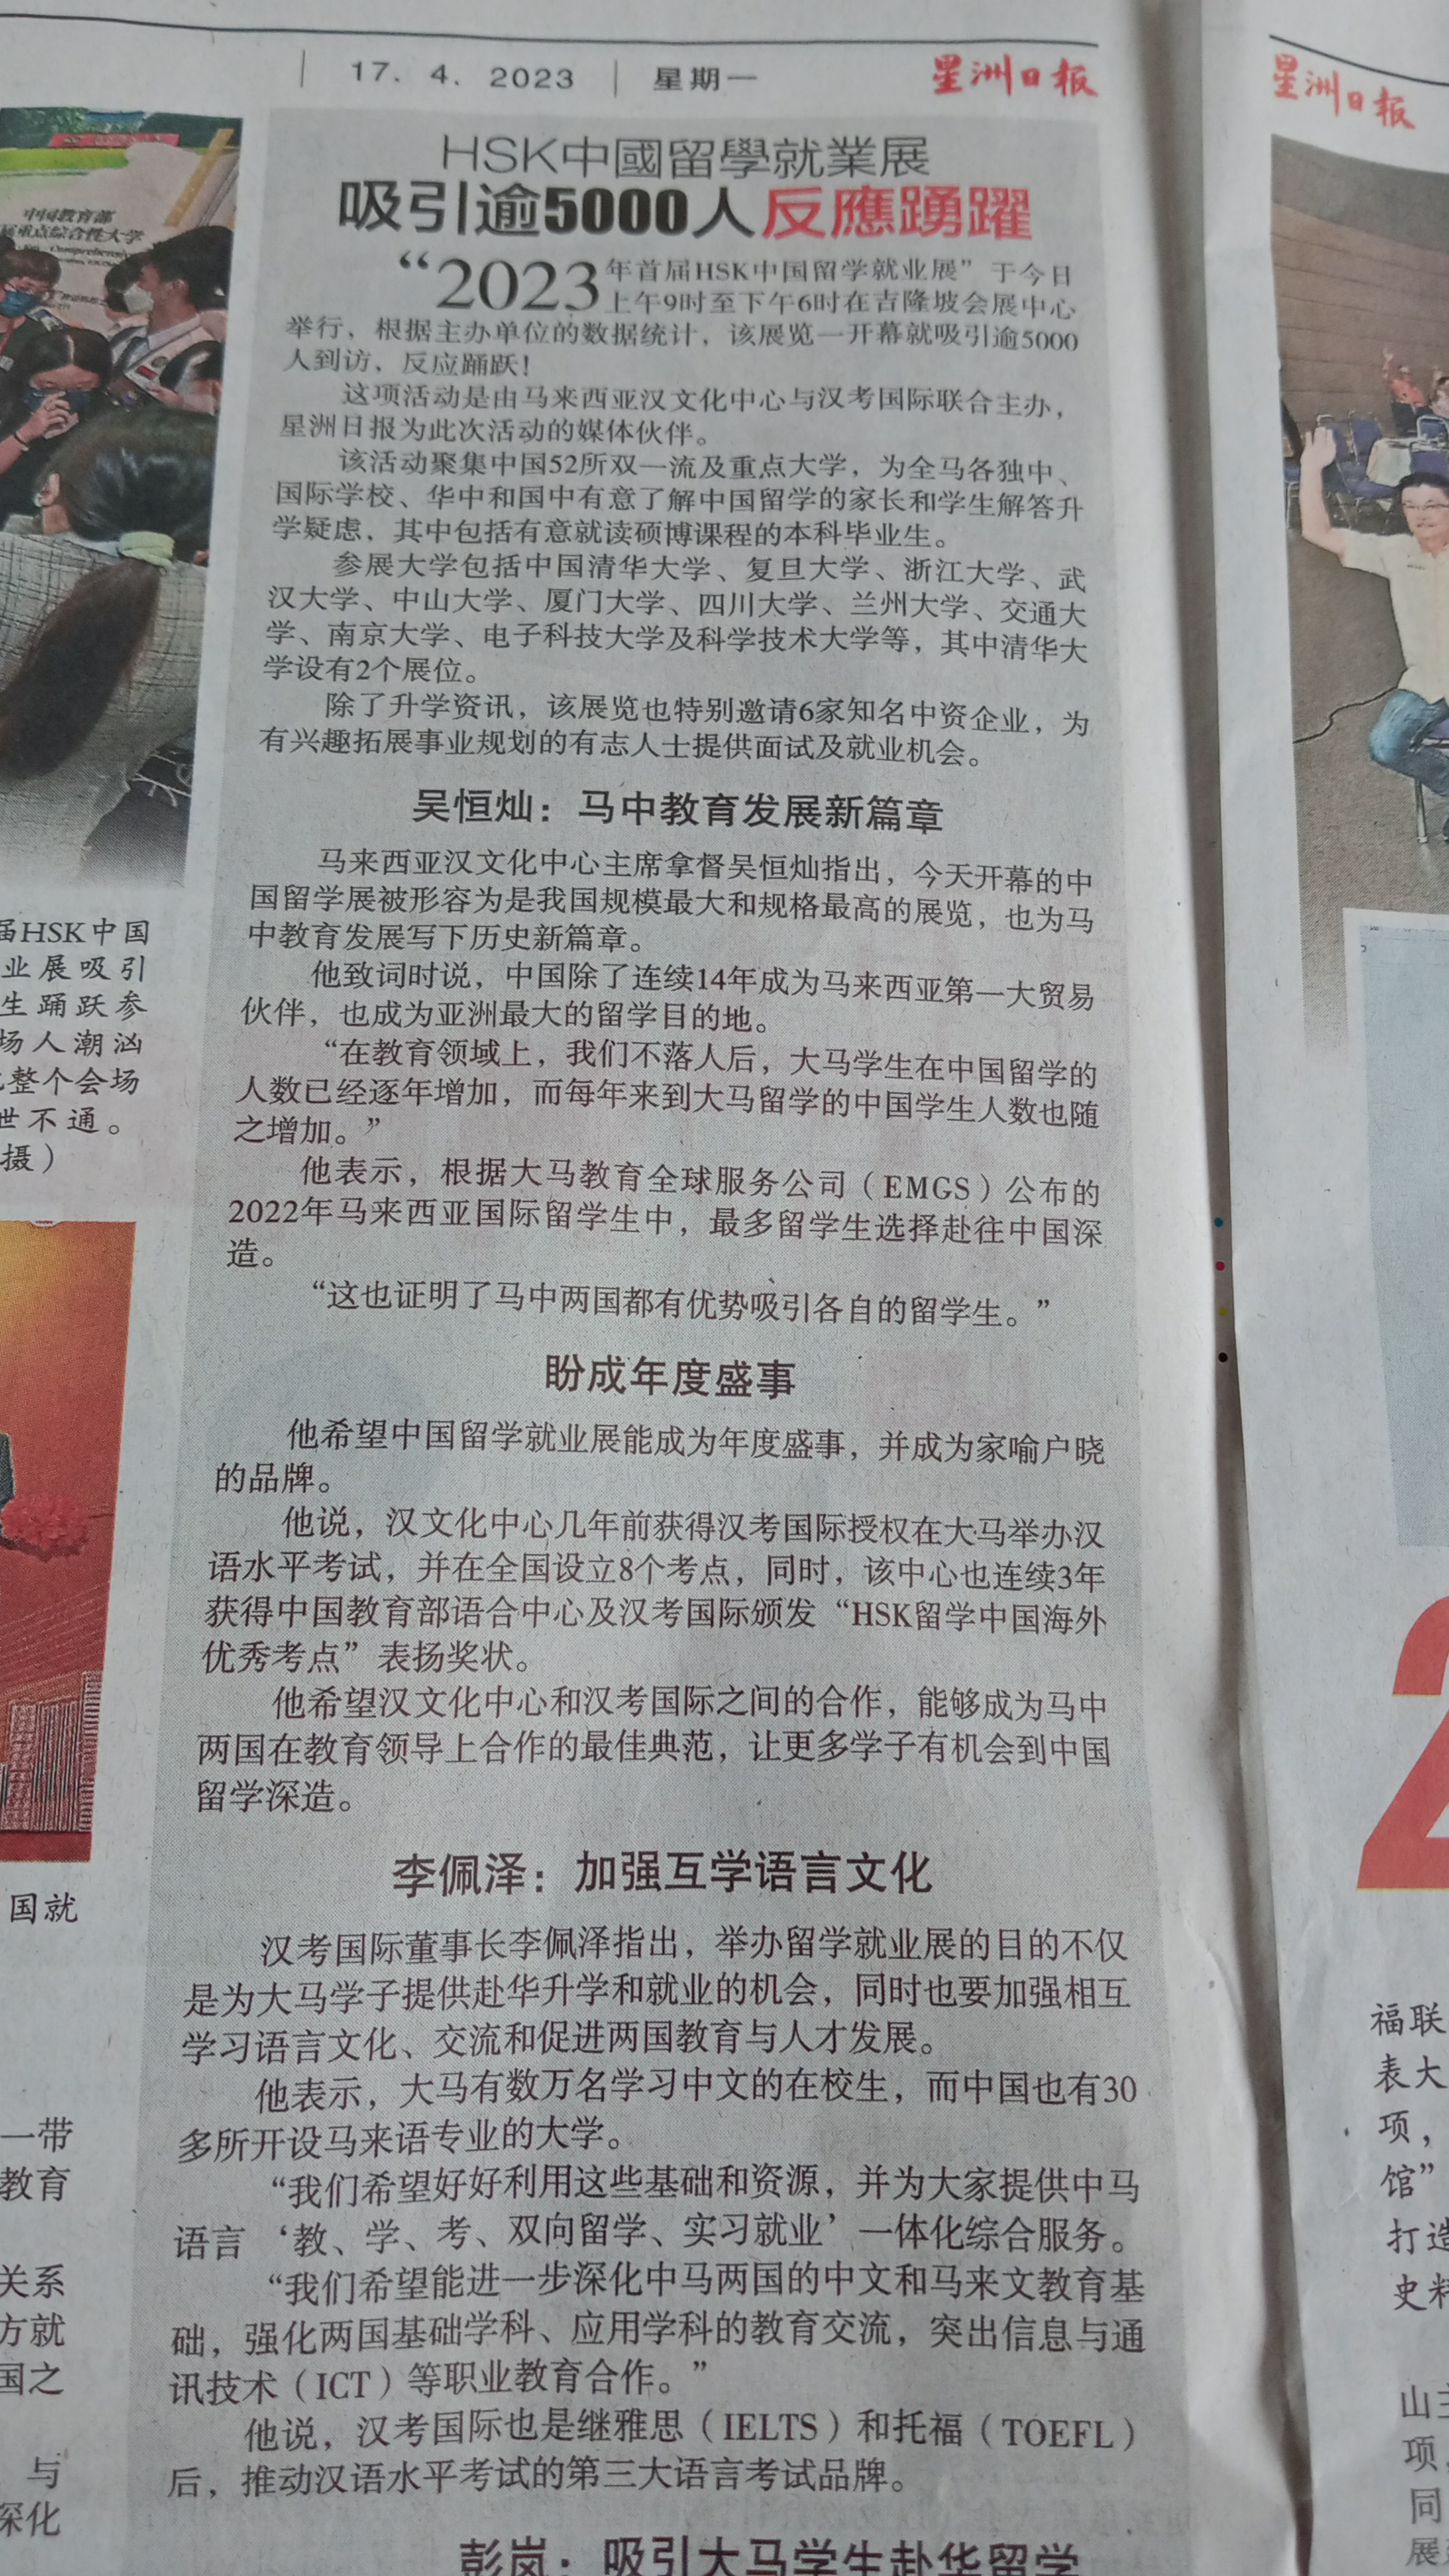 17. 4. 2023
星期一
星洲日报
星洲日报
HSK中國留學就業展
吸引逾5000人反應踴躍
“2023年首届HSK中国留学就业展”于今日
上午9时至下午6时在吉隆坡会展中心
举行，根据主办单位的数据统计，该展览一开幕就吸引逾5000
人到访，反应踊跃！
这项活动是由马来西亚汉文化中心与汉考国际联合主办，
星洲日报为此次活动的媒体伙伴。
该活动聚集中国52所双一流及重点大学，为全马各独中、
国际学校、华中和国中有意了解中国留学的家长和学生解答升
学疑虑，其中包括有意就读硕博课程的本科毕业生。
参展大学包括中国清华大学、复旦大学、浙江大学、武
汉大学、中山大学、厦门大学、四川大学、兰州大学、交通大
学、南京大学、电子科技大学及科学技术大学等，其中清华大
学设有2个展位。
除了升学资讯，该展览也特别邀请6家知名中资企业，为
有兴趣拓展事业规划的有志人士提供面试及就业机会。
吴恒灿：马中教育发展新篇章
马来西亚汉文化中心主席拿督吴恒灿指出，今天开幕的中
国留学展被形容为是我国规模最大和规格最高的展览，也为马
中教育发展写下历史新篇章。
他致词时说，中国除了连续14年成为马来西亚第一大贸易
伙伴，也成为亚洲最大的留学目的地。
“在教育领域上，我们不落人后，大马学生在中国留学的
人数已经逐年增加，而每年来到大马留学的中国学生人数也随
之增加。”
他表示，根据大马教育全球服务公司（EMGS）公布的
2022年马来西亚国际留学生中，最多留学生选择赴往中国深
造。
“这也证明了马中两国都有优势吸引各自的留学生。”
盼成年度盛事
他希望中国留学就业展能成为年度盛事，并成为家喻户晓
的品牌。
他说，汉文化中心几年前获得汉考国际授权在大马举办汉
语水平考试，并在全国设立8个考点，同时，该中心也连续3年
获得中国教育部语合中心及汉考国际颁发“HSK留学中国海外
优秀考点”表扬奖状。
他希望汉文化中心和汉考国际之间的合作，能够成为马中
两国在教育领导上合作的最佳典范，让更多学子有机会到中国
留学深造。
李佩泽：加强互学语言文化
汉考国际董事长李佩泽指出，举办留学就业展的目的不仅
是为大马学子提供赴华升学和就业的机会，同时也要加强相互
学习语言文化、交流和促进两国教育与人才发展。
他表示，大马有数万名学习中文的在校生，而中国也有30
多所开设马来语专业的大学。
“我们希望好好利用这些基础和资源，并为大家提供中马
语言‘教、学、考、双向留学、实习就业’一体化综合服务。
“我们希望能进一步深化中马两国的中文和马来文教育基
础，强化两国基础学科、应用学科的教育交流，突出信息与通
讯技术（ICT）等职业教育合作。”
他说，汉考国际也是继雅思（IELTS）和托福（TOEFL）
后，推动汉语水平考试的第三大语言考试品牌。
彭岚：吸引大马学生赴华留学
中国教育部
重点综合性大学
届HSK中国
业展吸引
生踊跃参
场人潮汹
整个会场
世不通。
摄）
国就
一带
教育
关系
方就
国之
与
深化
2
福联
表大
项，
馆”
打造
史料
山主
项，
同
展